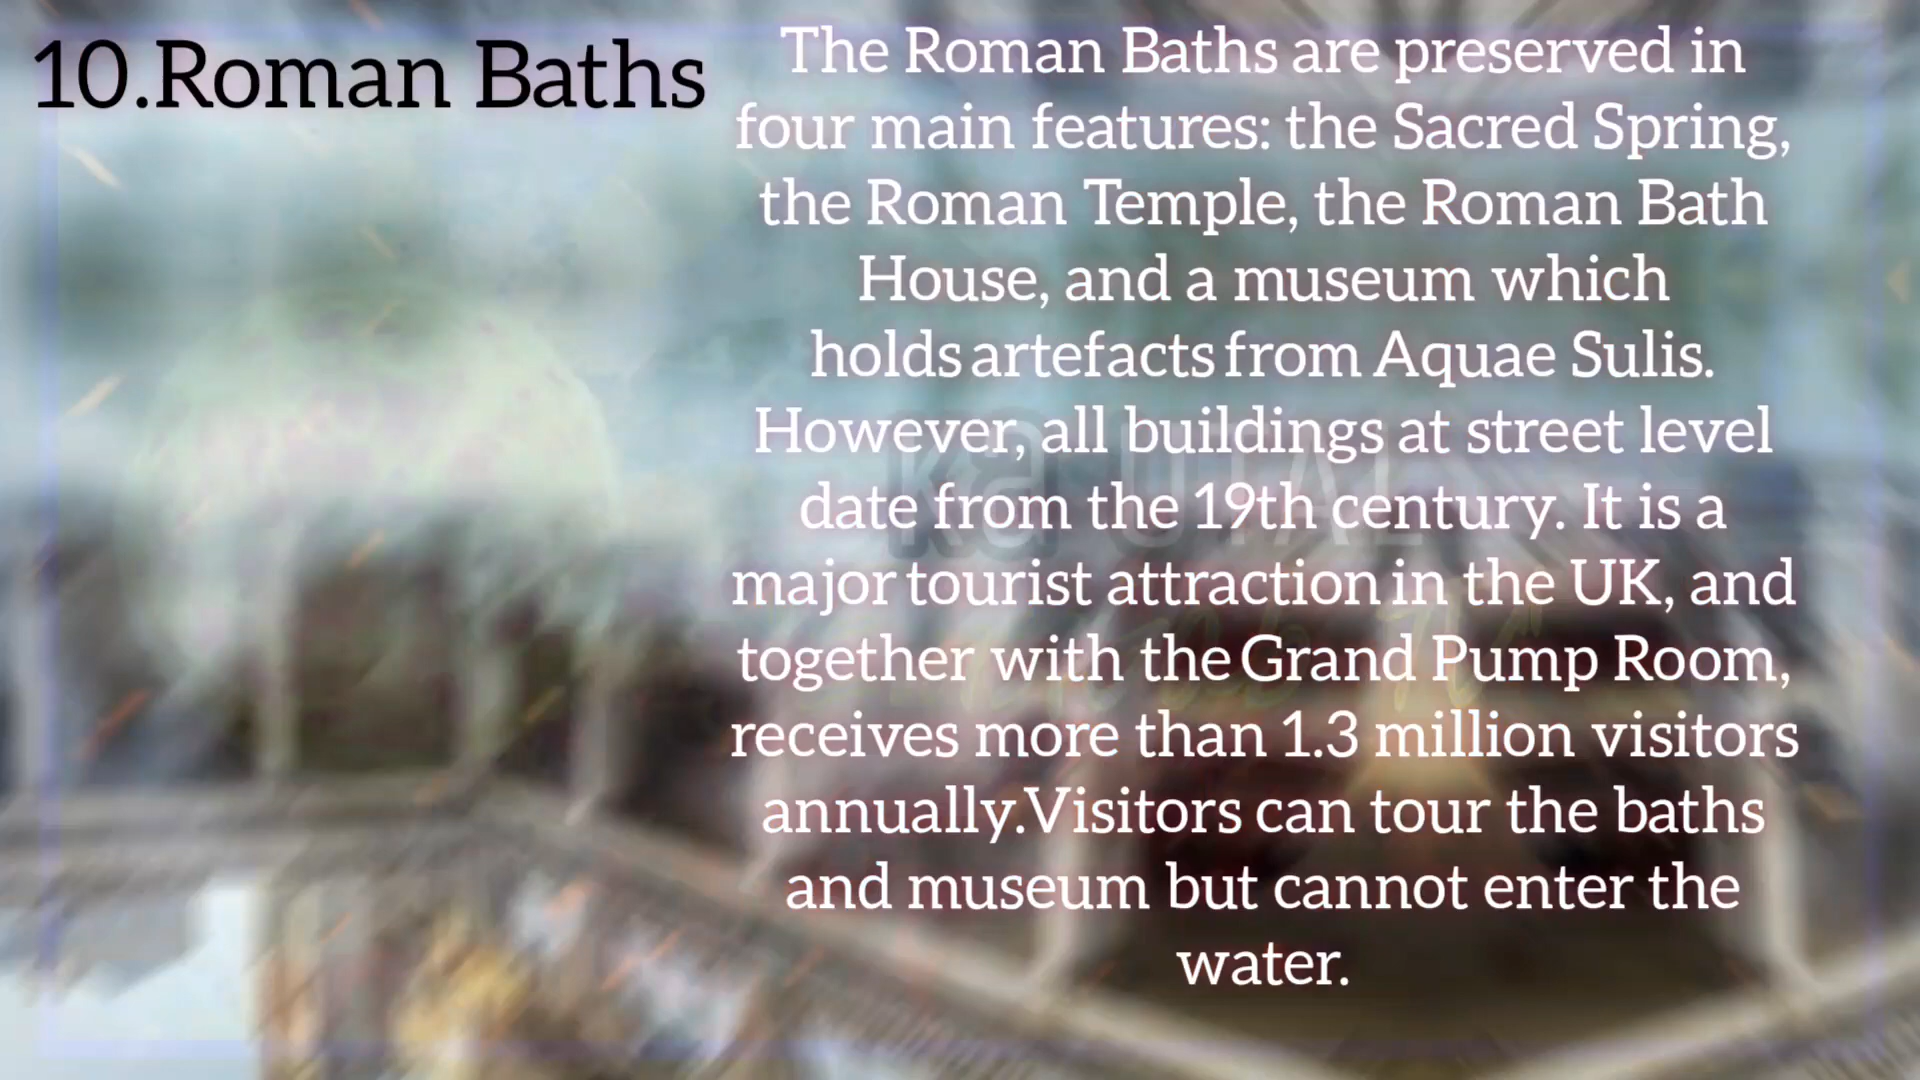 10.Roman Baths
The Roman Baths are preserved in
four main features: the Sacred Spring,
the Roman Temple, the Roman Bath
House, and a museum which
holds artefacts from Aquae Sulis.
However, all buildings at street level
date from the 19th century. It is a
major tourist attraction in the UK, and
together with the Grand Pump Room,
receives more than 1.3 million visitors
annually.Visitors can tour the baths
and museum but cannot enter the
water.